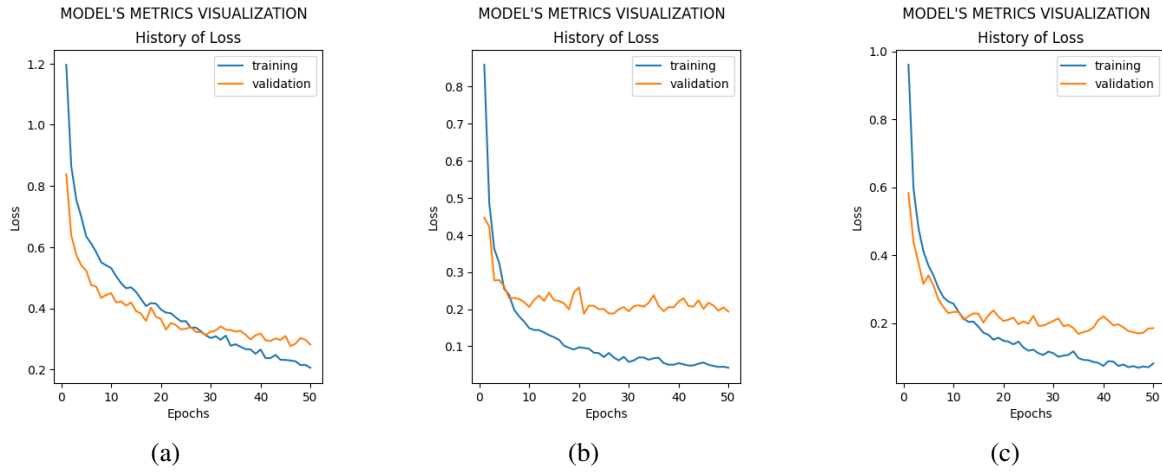 MODEL'S METRICS VISUALIZATION
History of Loss
training
validation
1.2
1.0
0.8
0.6
0.4
0.2
Loss
0
10
20
30
40
50
Epochs
(a)
MODEL'S METRICS VISUALIZATION
History of Loss
training
validation
0.8
0.7
0.6
0.5
0.4
0.3
0.2
0.1
Loss
0
10
20
30
40
50
Epochs
(b)
MODEL'S METRICS VISUALIZATION
History of Loss
training
validation
1.0
0.8
0.6
0.4
0.2
Loss
0
10
20
30
40
50
Epochs
(c)